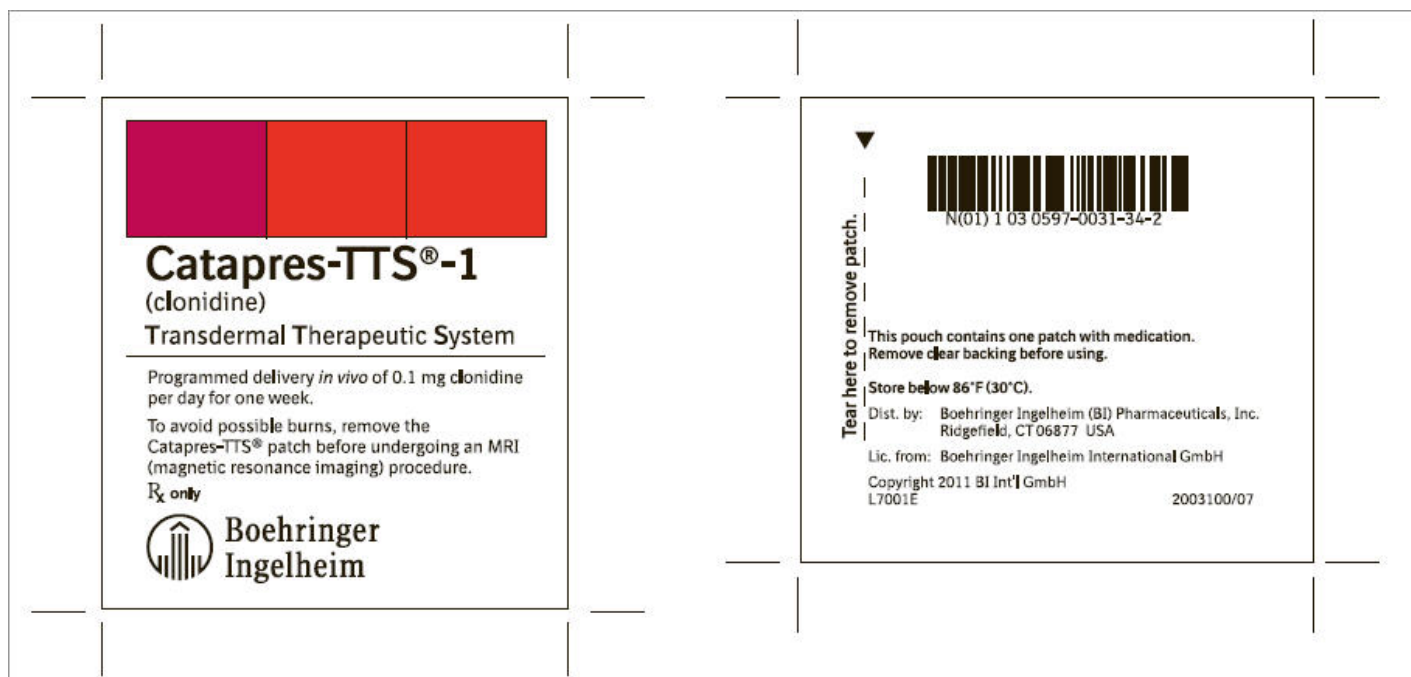 Catapres-TTS®-1
(clonidine)
Transdermal Therapeutic System
Programmed delivery in vivo of 0.1 mg clonidine
per day for one week.
To avoid possible burns, remove the
Catapres-TTS® patch before undergoing an MRI
(magnetic resonance imaging) procedure.
Rx only
Boehringer
Ingelheim
Tear here to remove patch.
N(01) 1 03 0597-0031-34-2
This pouch contains one patch with medication.
Remove clear backing before using.
Store below 86°F (30°C).
Dist. by: Boehringer Ingelheim (BI) Pharmaceuticals, Inc.
Ridgefield, CT 06877 USA
Lic. from: Boehringer Ingelheim International GmbH
Copyright 2011 BI Int'l GmbH
L7001E 2003100/07